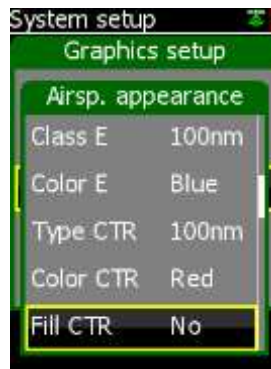 System setup
Graphics setup
Airsp. appearance
Class E 100nm
Color E Blue
Type CTR 100nm
Color CTR Red
Fill CTR No